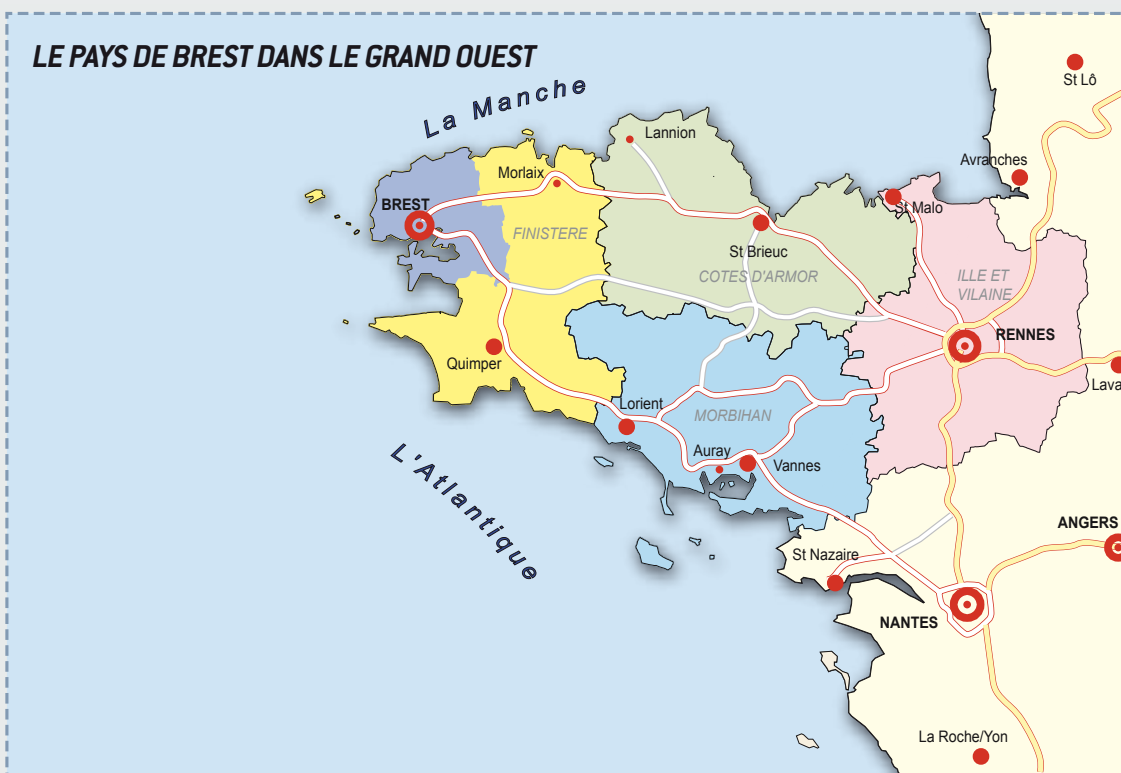 LE PAYS DE BREST DANS LE GRAND OUEST
St Lô
La Manche
Lannion
Avranches
Morlaix
BREST
St Malo
FINISTERE
St Brieuc
COTES D'ARMOR
ILLE ET
VILAINE
RENNES
Quimper
Lava
Lorient
MORBIHAN
Auray
Vannes
L'Atlantique
ANGERS
St Nazaire
NANTES
La Roche/Yon